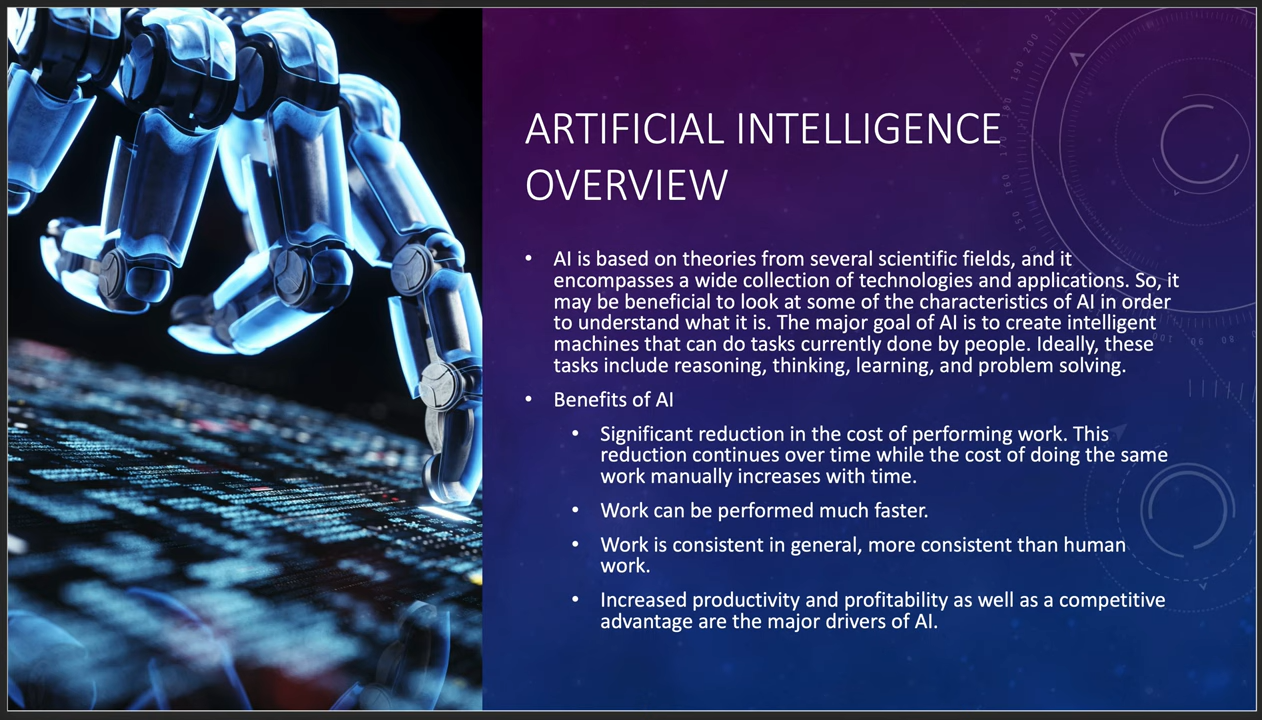 ARTIFICIAL INTELLIGENCE
OVERVIEW
• AI is based on theories from several scientific fields, and it
encompasses a wide collection of technologies and applications. So, it
may be beneficial to look at some of the characteristics of AI in order
to understand what it is. The major goal of AI is to create intelligent
machines that can do tasks currently done by people. Ideally, these
tasks include reasoning, thinking, learning, and problem solving.
• Benefits of AI
• Significant reduction in the cost of performing work. This
reduction continues over time while the cost of doing the same
work manually increases with time.
• Work can be performed much faster.
• Work is consistent in general, more consistent than human
work.
• Increased productivity and profitability as well as a competitive
advantage are the major drivers of AI.